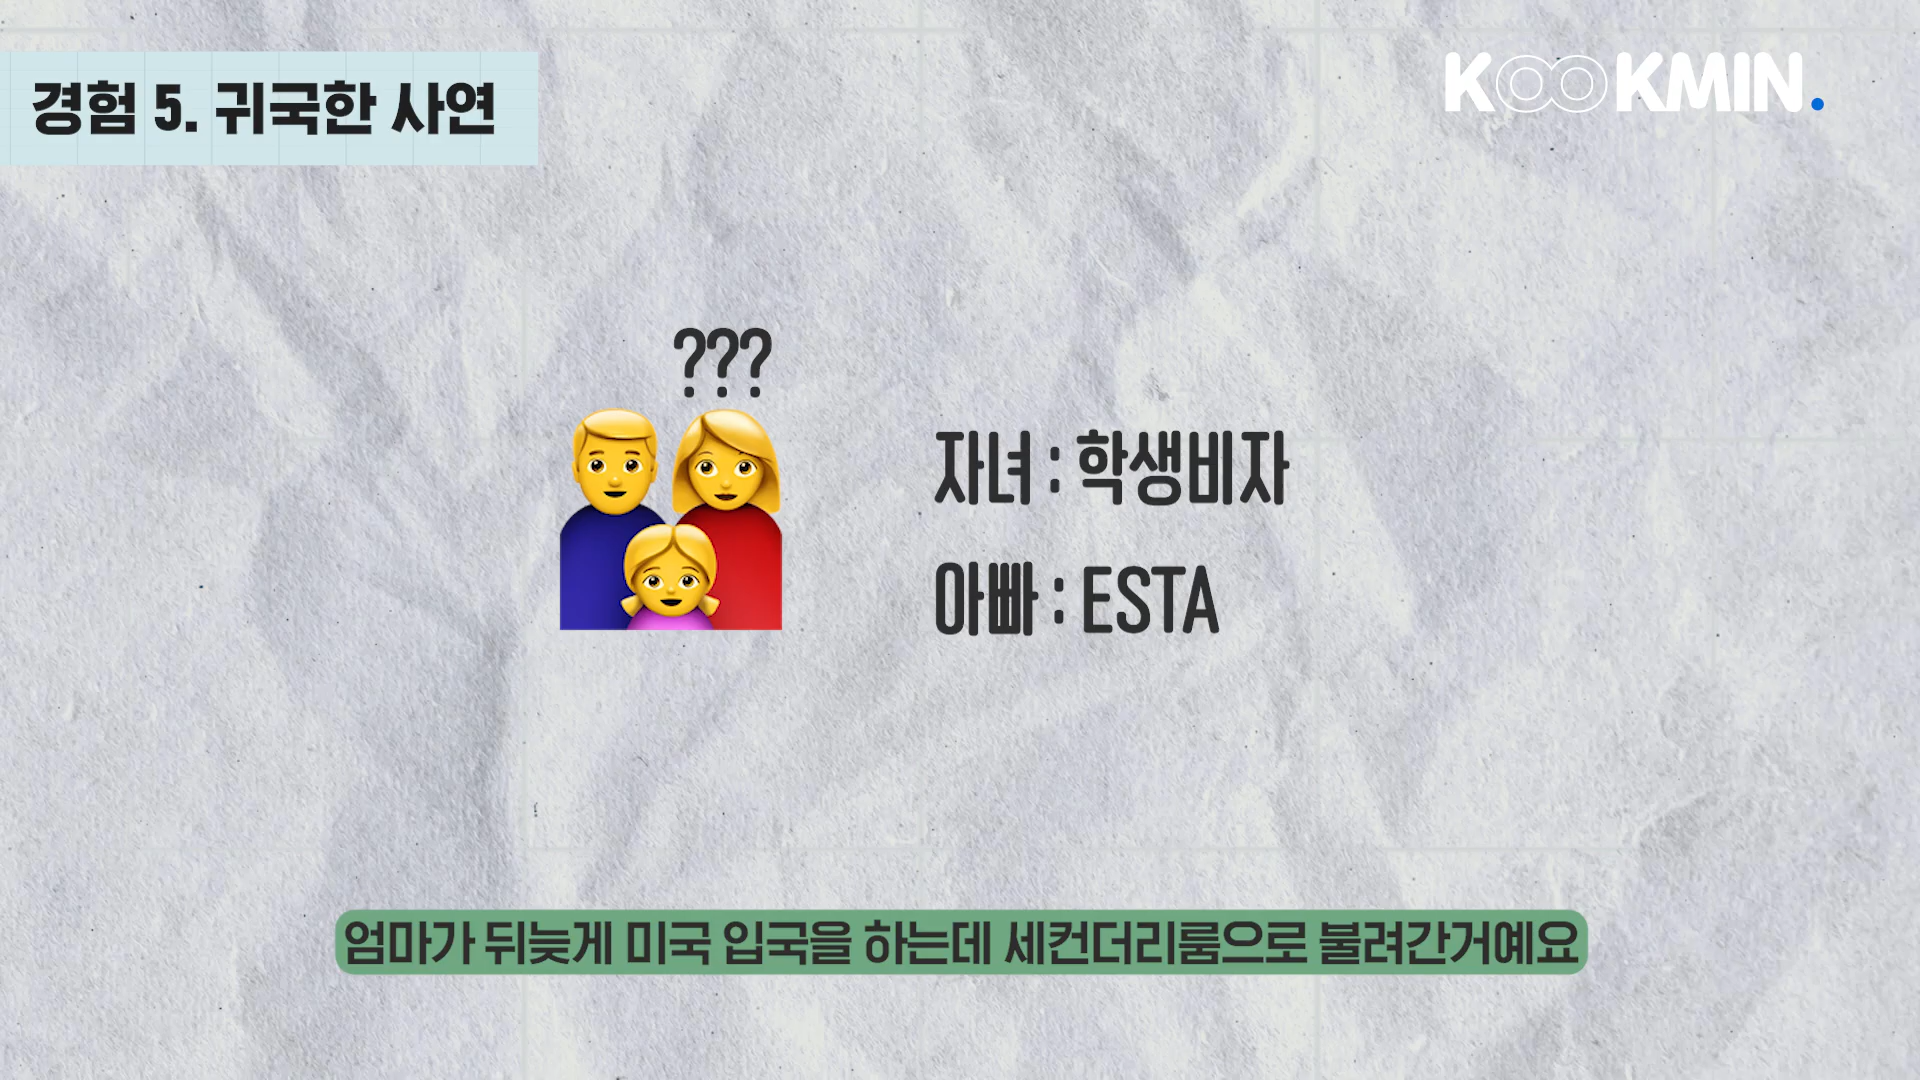 경험 5. 귀국한 사연
KOOKMIN.
???
자녀 : 학생비자
아빠 : ESTA
엄마가 뒤늦게 미국 입국을 하는데 세컨더리룸으로 불려간거예요